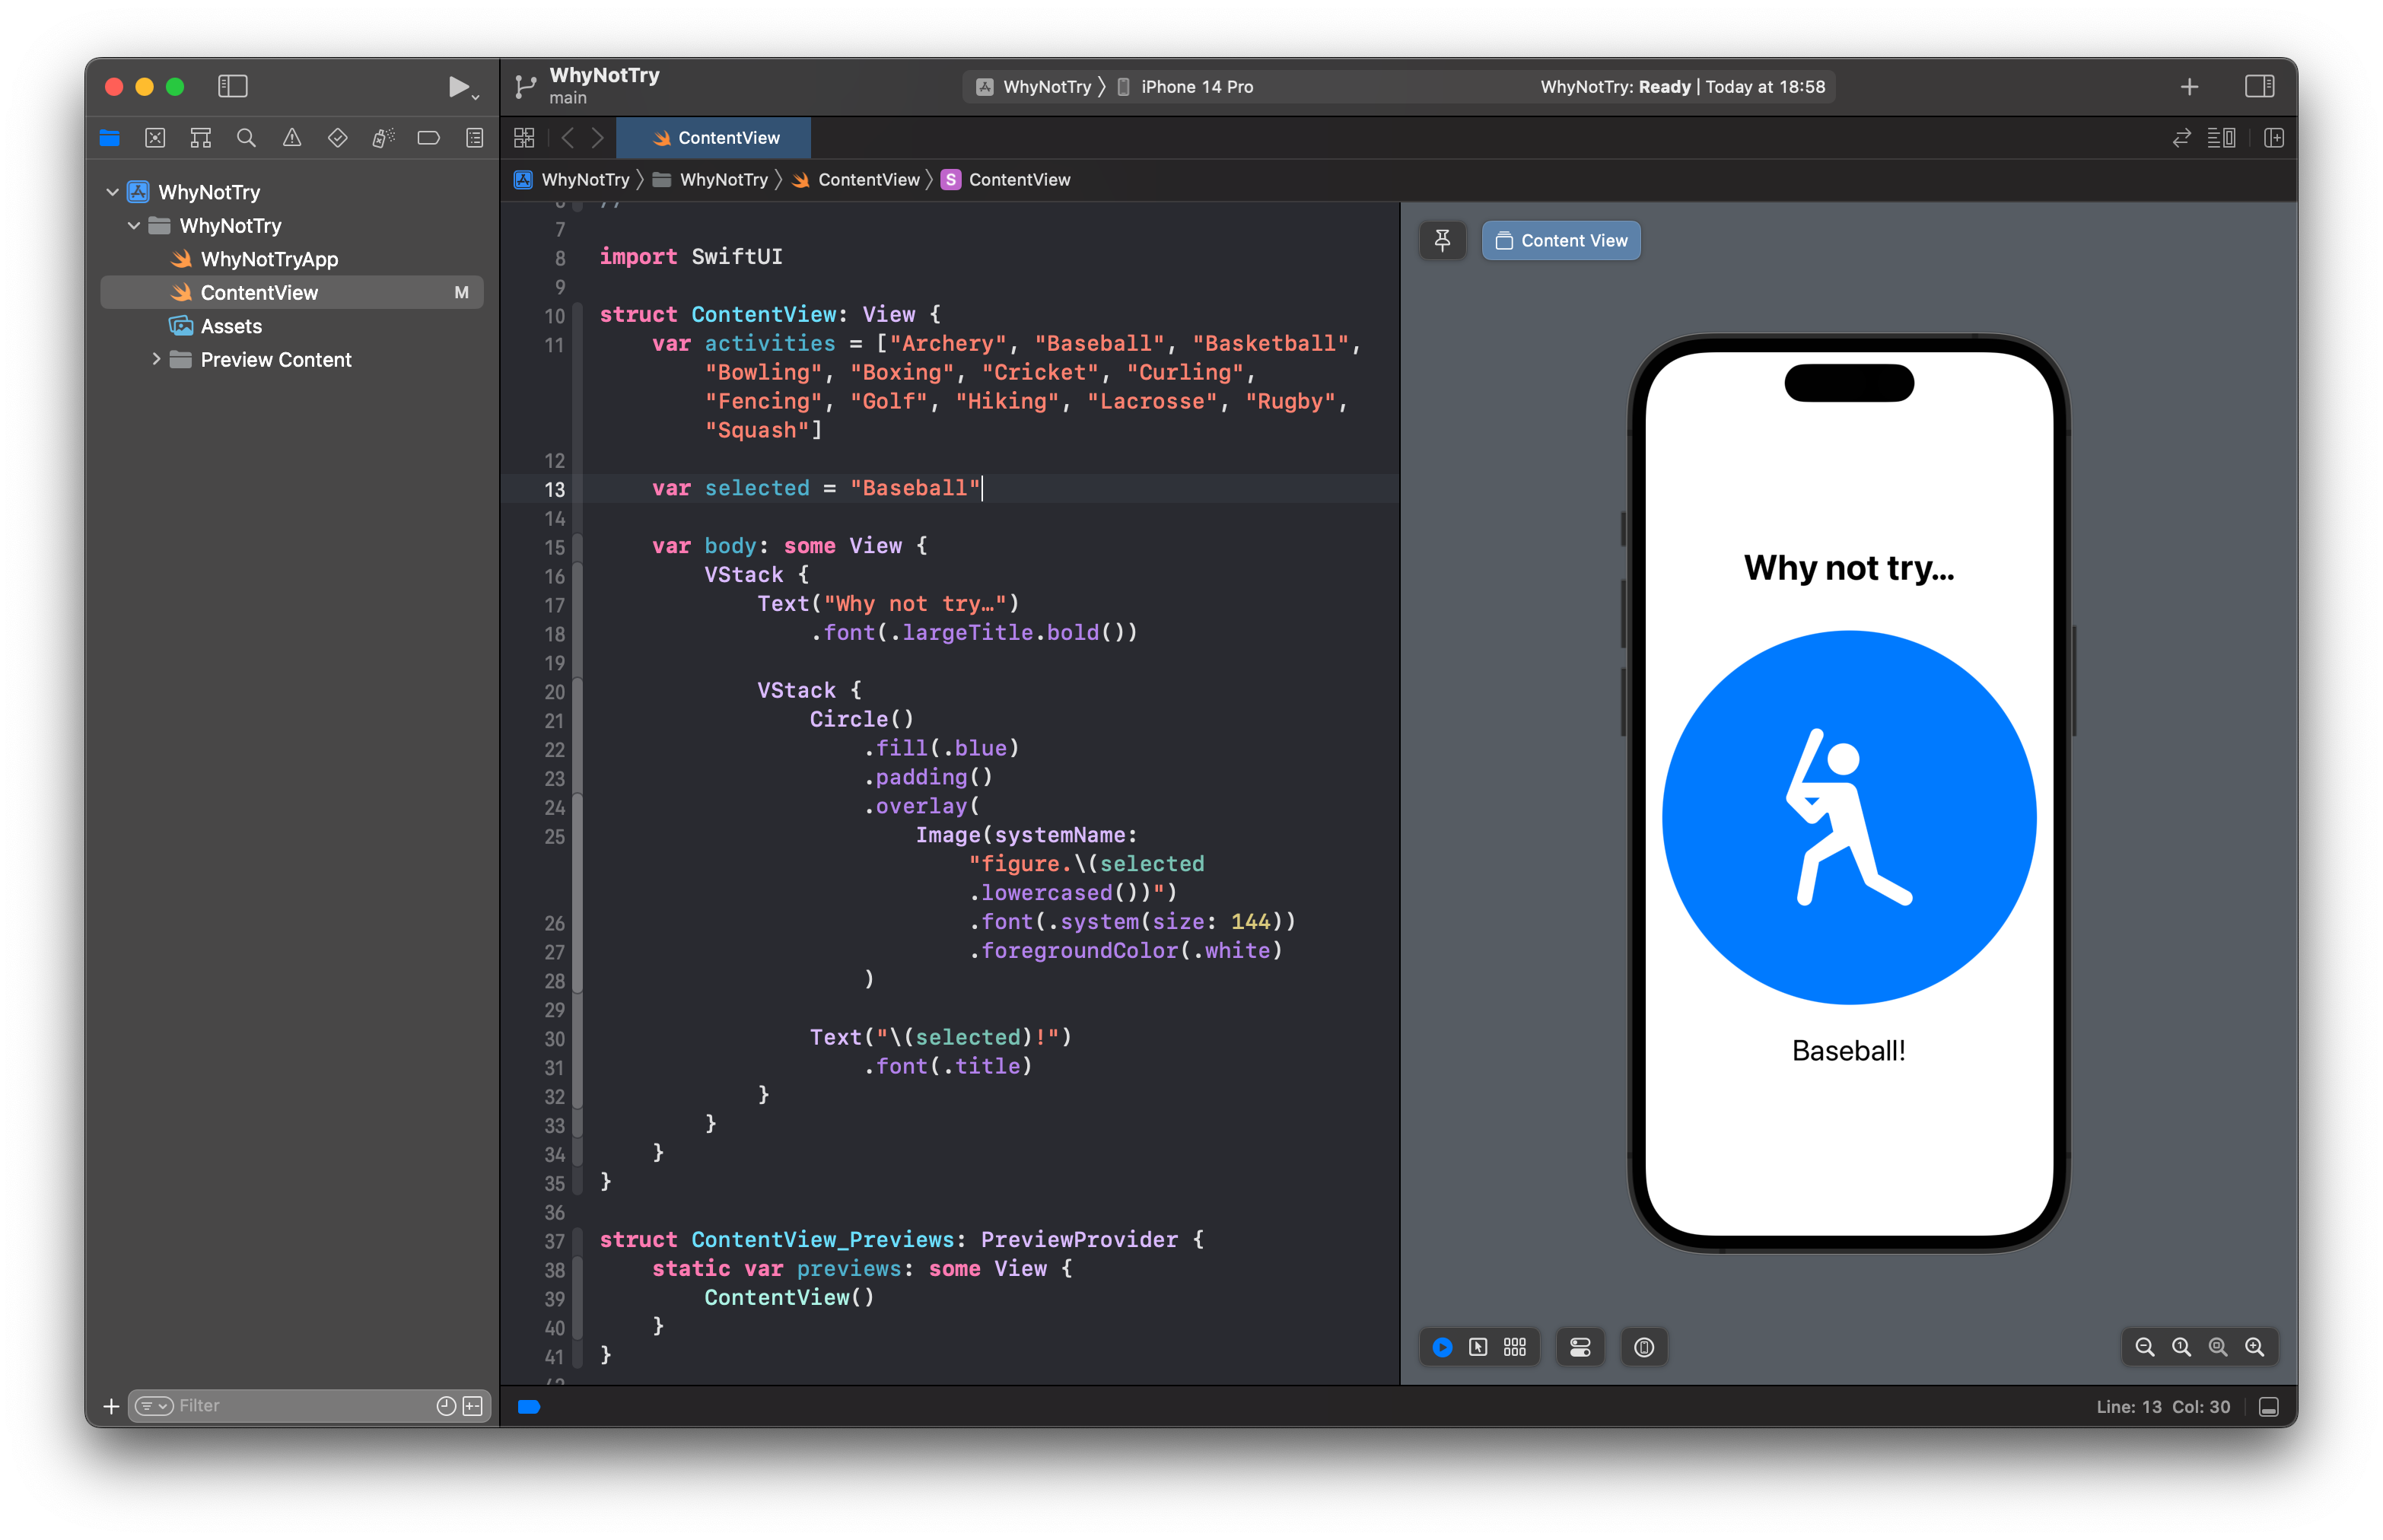 WhyNotTry
main
WhyNotTry
iPhone 14 Pro
WhyNotTry: Ready | Today at 18:58
ContentView
WhyNotTry
WhyNotTry
WhyNotTryApp
ContentView M
Assets
Preview Content
WhyNotTry
WhyNotTry
ContentView
S ContentView
7
8 import SwiftUI
9
10 struct ContentView: View {
11 var activities = ["Archery", "Baseball", "Basketball",
"Bowling", "Boxing", "Cricket", "Curling",
"Fencing", "Golf", "Hiking", "Lacrosse", "Rugby",
"Squash"]
12
13 var selected = "Baseball"
14
15 var body: some View {
16 VStack {
17 Text("Why not try…")
18 .font(.largeTitle.bold())
19
20 VStack {
21 Circle()
22 .fill(.blue)
23 .padding()
24 .overlay(
25 Image(systemName:
"figure.\(selected
.lowercased())")
26 .font(.system(size: 144))
27 .foregroundColor(.white)
28 )
29
30 Text("\(selected)!")
31 .font(.title)
32 }
33 }
34 }
35 }
36
37 struct ContentView_Previews: PreviewProvider {
38 static var previews: some View {
39 ContentView()
40 }
41 }
Content View
Why not try…
Baseball!
Filter
Line: 13 Col: 30